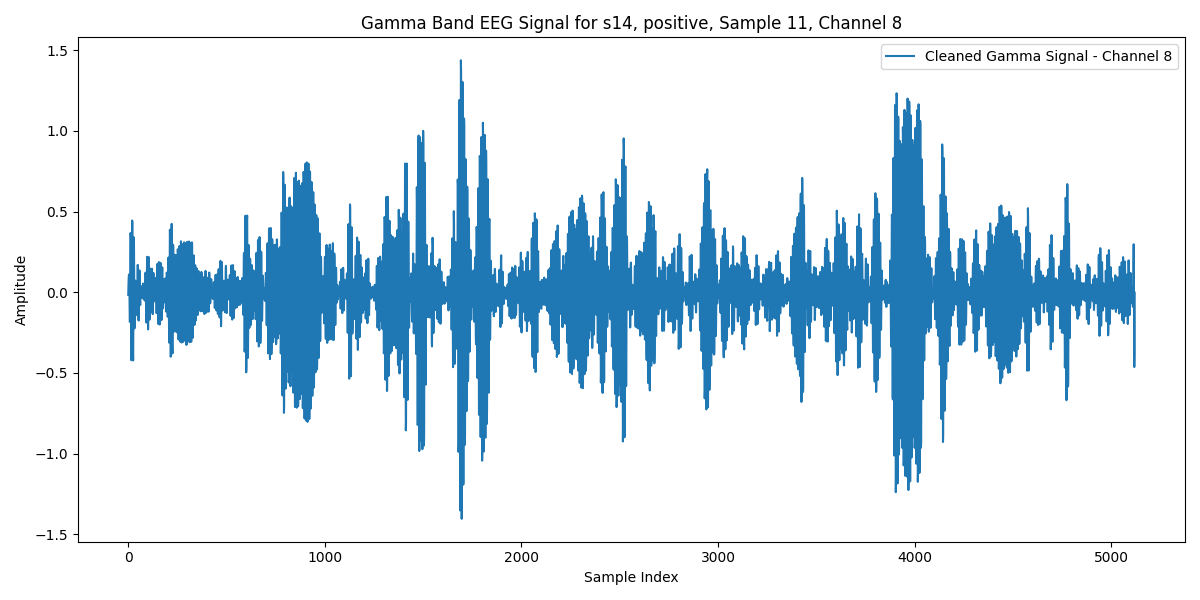 Gamma Band EEG Signal for s14, positive, Sample 11, Channel 8
Cleaned Gamma Signal - Channel 8
1.5
1.0
0.5
0.0
−0.5
−1.0
−1.5
Amplitude
0 1000 2000 3000 4000 5000
Sample Index